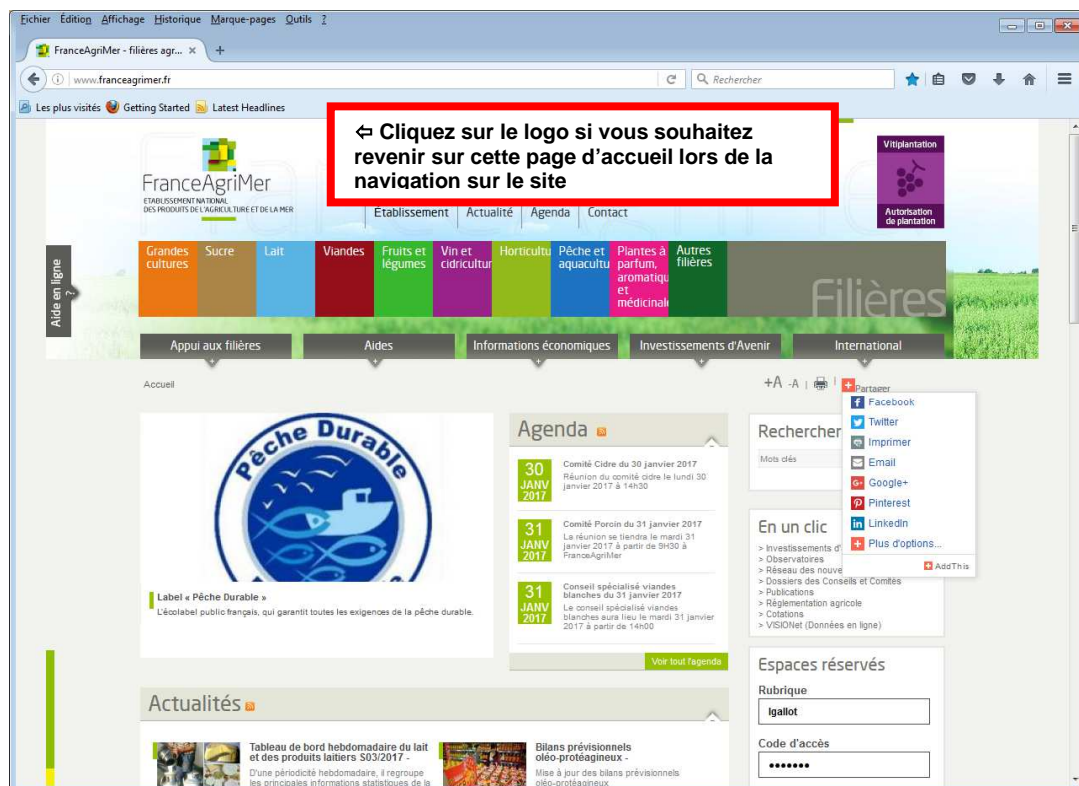 Fichier Édition Affichage Historique Marque-pages Outils ?
FranceAgriMer - filières agr... × +
www.franceagrimer.fr
Rechercher
Les plus visités Getting Started Latest Headlines
⇦ Cliquez sur le logo si vous souhaitez
revenir sur cette page d'accueil lors de la
navigation sur le site
FranceAgriMer
ETABLISSEMENT NATIONAL
DES PRODUITS DE L'AGRICULTURE ET DE LA MER
Vitiplantation
Autorisation
de plantation
Établissement Actualité Agenda Contact
Aide en ligne
?
Grandes
cultures
Sucre
Lait
Viandes
Fruits et
légumes
Vin et
cidricultur
Horticultu
Pêche et
aquacultu
Plantes à
parfum,
aromatiqu
et
médicinale
Autres
filières
Filières
Appui aux filières Aides Informations économiques Investissements d'Avenir International
Accueil
+A -A | | Partager
Facebook
Twitter
Imprimer
Email
Google+
Pinterest
LinkedIn
Plus d'options...
AddThis
Pêche Durable
Label « Pêche Durable »
L'écolabel public français, qui garantit toutes les exigences de la pêche durable.
Agenda
30
JANV
2017
Comité Cidre du 30 janvier 2017
Réunion du comité cidre le lundi 30
janvier 2017 à 14h30
31
JANV
2017
Comité Porcin du 31 janvier 2017
La réunion se tiendra le mardi 31
janvier 2017 à partir de 9H30 à
FranceAgriMer
31
JANV
2017
Conseil spécialisé viandes
blanches du 31 janvier 2017
Le conseil spécialisé viandes
blanches aura lieu le mardi 31 janvier
2017 à partir de 14h00
Voir tout l'agenda
Rechercher
Mots clés
En un clic
> Investissements d'
> Observatoires
> Réseau des nouve
> Dossiers des Conseils et Comités
> Publications
> Réglementation agricole
> Cotations
> VISIONet (Données en ligne)
Espaces réservés
Rubrique
lgallot
Code d'accès
•••••••
Actualités
Tableau de bord hebdomadaire du lait
et des produits laitiers S03/2017 -
D'une périodicité hebdomadaire, il regroupe
les principales informations statistiques de la
Bilans prévisionnels
oléo-protéagineux -
Mise à jour des bilans prévisionnels
oléo-protéagineux